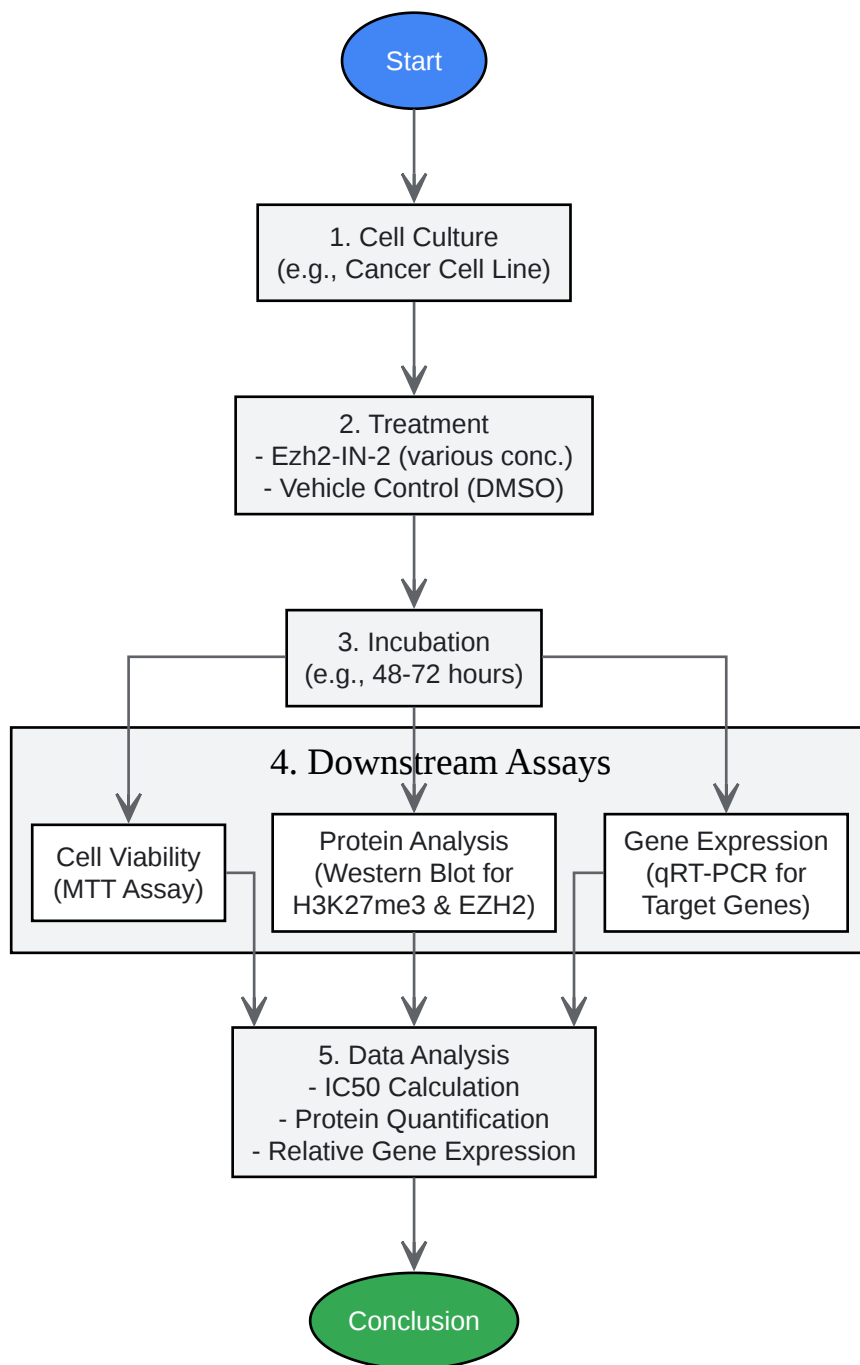 Start
1. Cell Culture
(e.g., Cancer Cell Line)
2. Treatment
- Ezh2-IN-2 (various conc.)
- Vehicle Control (DMSO)
3. Incubation
(e.g., 48-72 hours)
4. Downstream Assays
Cell Viability
(MTT Assay)
Protein Analysis
(Western Blot for
H3K27me3 & EZH2)
Gene Expression
(qRT-PCR for
Target Genes)
5. Data Analysis
- IC50 Calculation
- Protein Quantification
- Relative Gene Expression
Conclusion